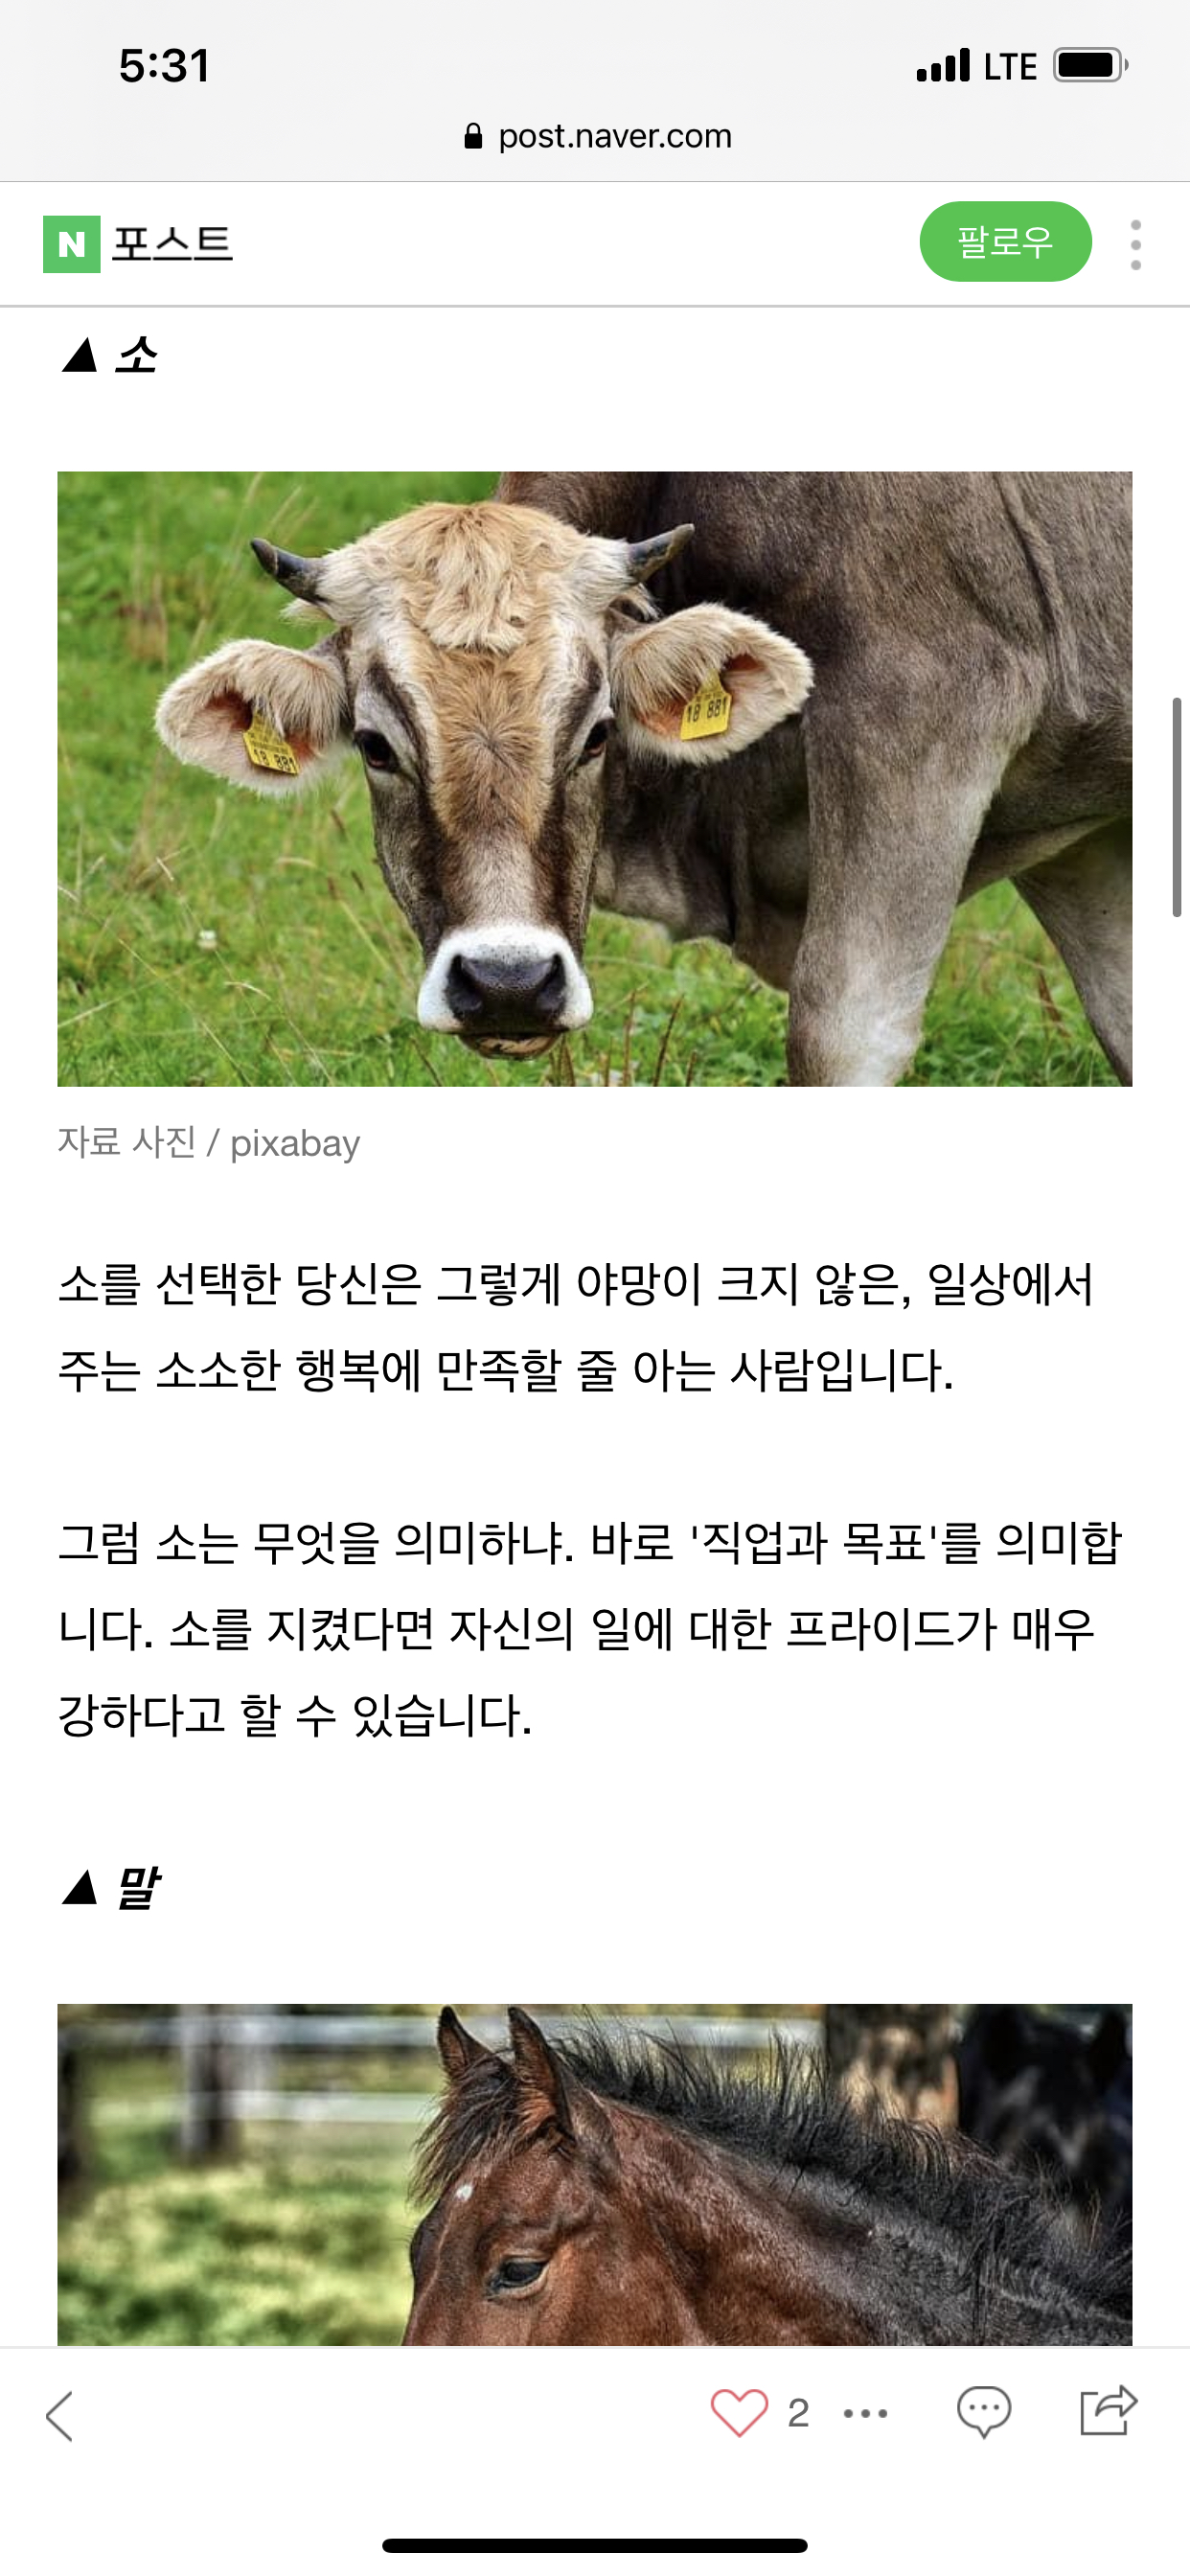 5:31
LTE
post.naver.com
N 포스트
팔로우
▲ 소
18 881
18 881
자료 사진 / pixabay
소를 선택한 당신은 그렇게 야망이 크지 않은, 일상에서
주는 소소한 행복에 만족할 줄 아는 사람입니다.
그럼 소는 무엇을 의미하냐. 바로 '직업과 목표'를 의미합
니다. 소를 지켰다면 자신의 일에 대한 프라이드가 매우
강하다고 할 수 있습니다.
▲ 말
2